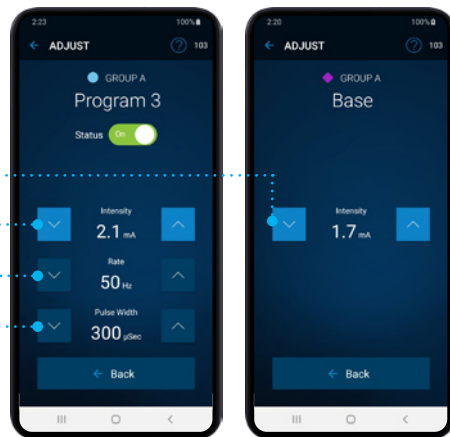 2:23
100%
ADJUST
? 103
GROUP A
Program 3
Status On
Intensity
2.1 mA
Rate
50 Hz
Pulse Width
300 µSec
Back
2:20
100%
ADJUST
? 103
GROUP A
Base
Intensity
1.7 mA
Back